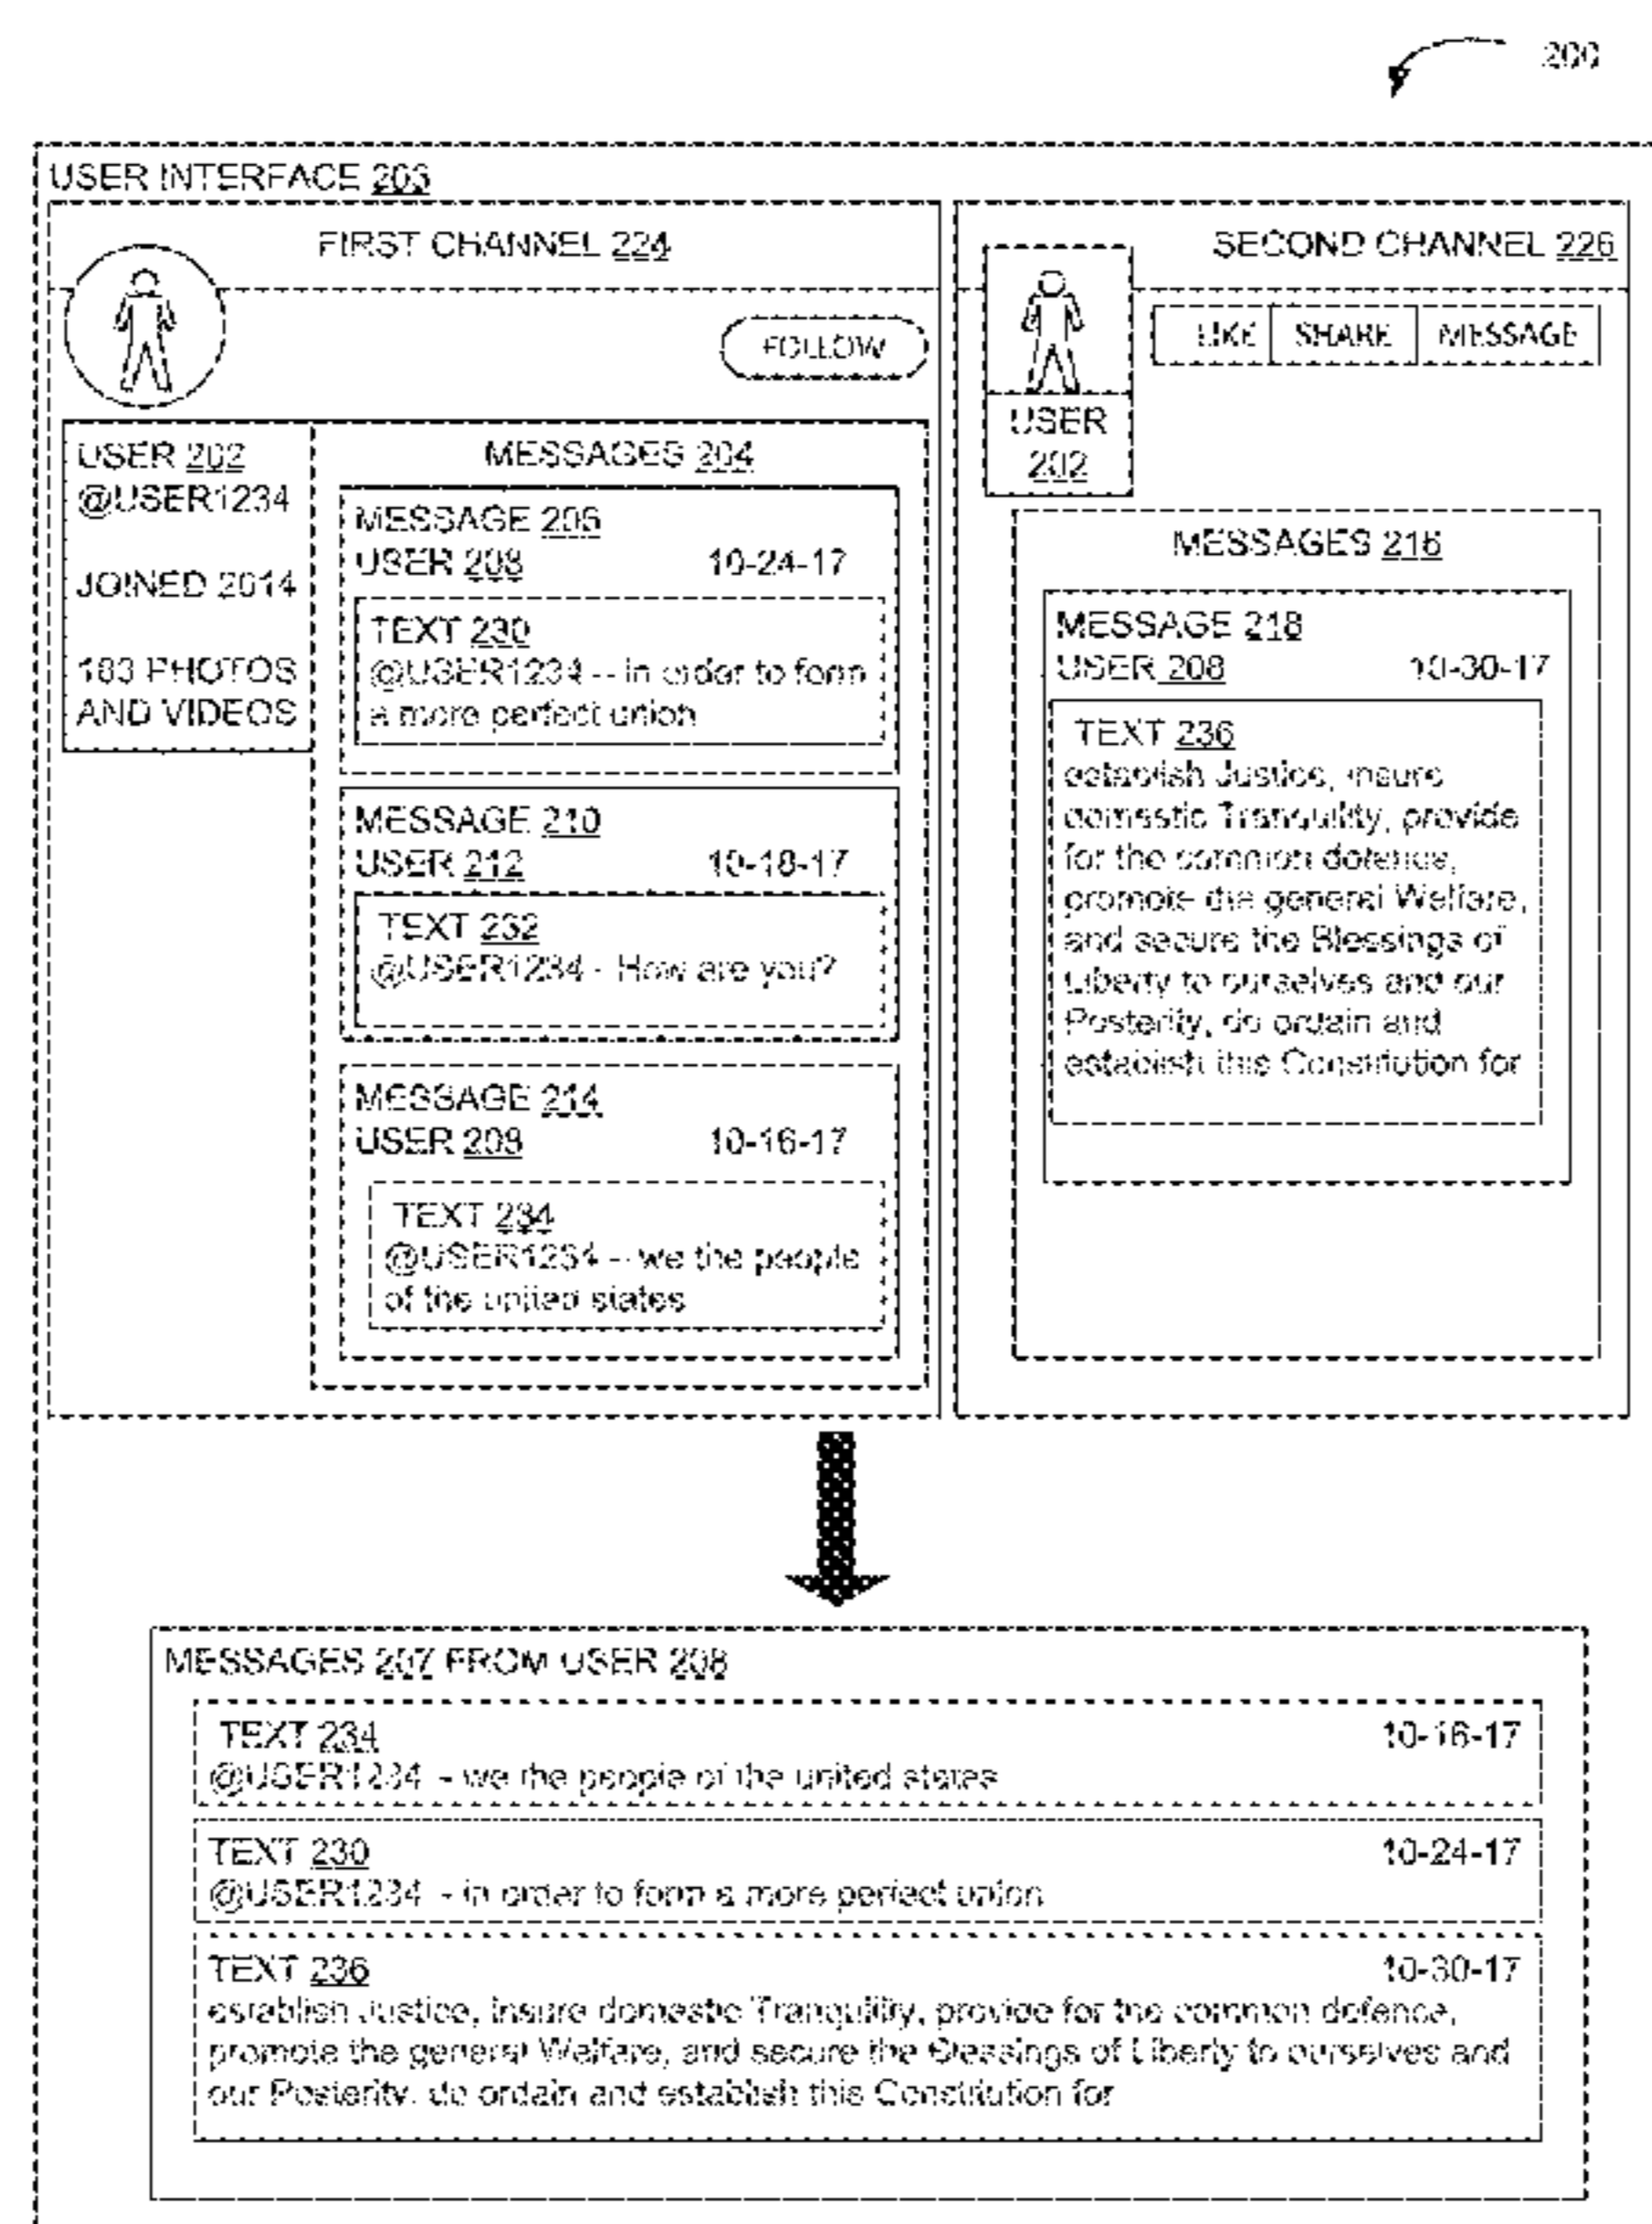 200
USER INTERFACE 203
FIRST CHANNEL 224
FOLLOW
USER 202
@USER1234
JOINED 2014
183 PHOTOS
AND VIDEOS
MESSAGES 204
MESSAGE 206
USER 208 10-24-17
TEXT 230
@USER1234 -- in order to form
a more perfect union
MESSAGE 210
USER 212 10-18-17
TEXT 232
@USER1234 - How are you?
MESSAGE 214
USER 208 10-16-17
TEXT 234
@USER1234 -- we the people
of the united states
SECOND CHANNEL 226
LIKE SHARE MESSAGE
USER
202
MESSAGES 216
MESSAGE 218
USER 208 10-30-17
TEXT 236
establish Justice, insure
domestic Tranquility, provide
for the common defence,
promote the general Welfare,
and secure the Blessings of
Liberty to ourselves and our
Posterity, do ordain and
establish this Constitution for
MESSAGES 207 FROM USER 208
TEXT 234 10-16-17
@USER1234 - we the people of the united states
TEXT 230 10-24-17
@USER1234 - in order to form a more perfect union
TEXT 236 10-30-17
establish Justice, insure domestic Tranquility, provide for the common defence,
promote the general Welfare, and secure the Blessings of Liberty to ourselves and
our Posterity, do ordain and establish this Constitution for